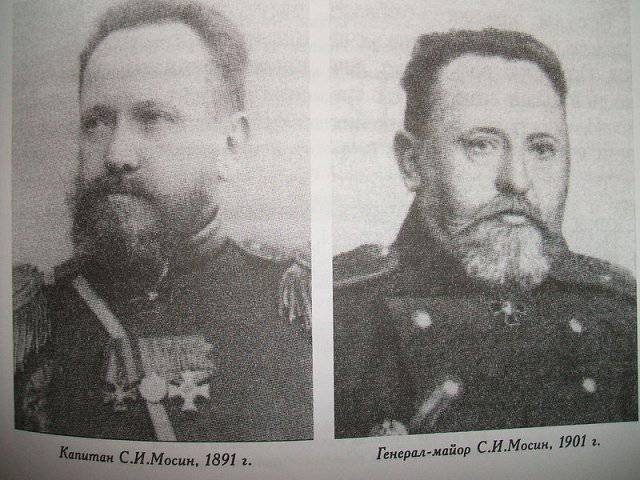 Капитан С.И.Мосин, 1891 г.
Генерал-майор С.И.Мосин, 1901 г.